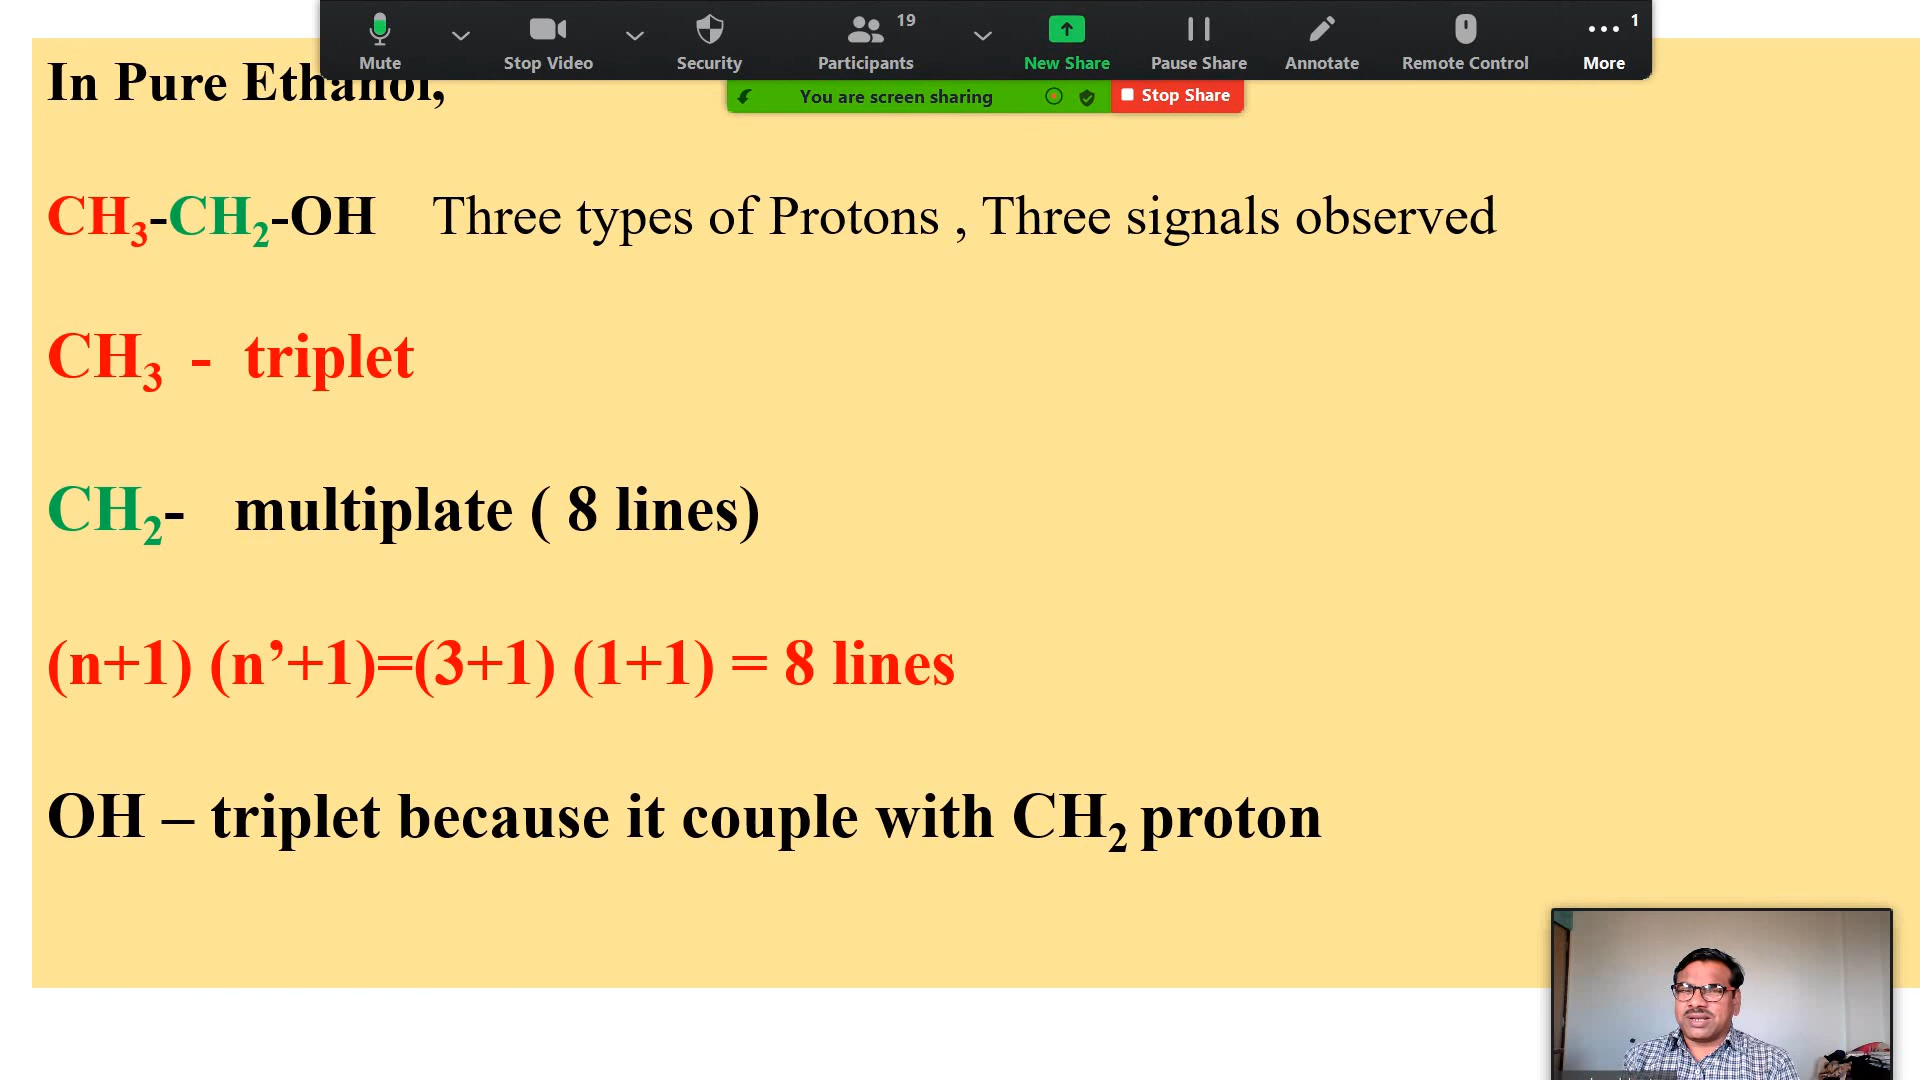 Mute
Stop Video
Security
Participants
19
New Share
Pause Share
Annotate
Remote Control
More
1
You are screen sharing
Stop Share
In Pure Ethanol,
CH3-CH2-OH Three types of Protons , Three signals observed
CH3 - triplet
CH2- multiplate ( 8 lines)
(n+1) (n’+1)=(3+1) (1+1) = 8 lines
OH – triplet because it couple with CH2 proton